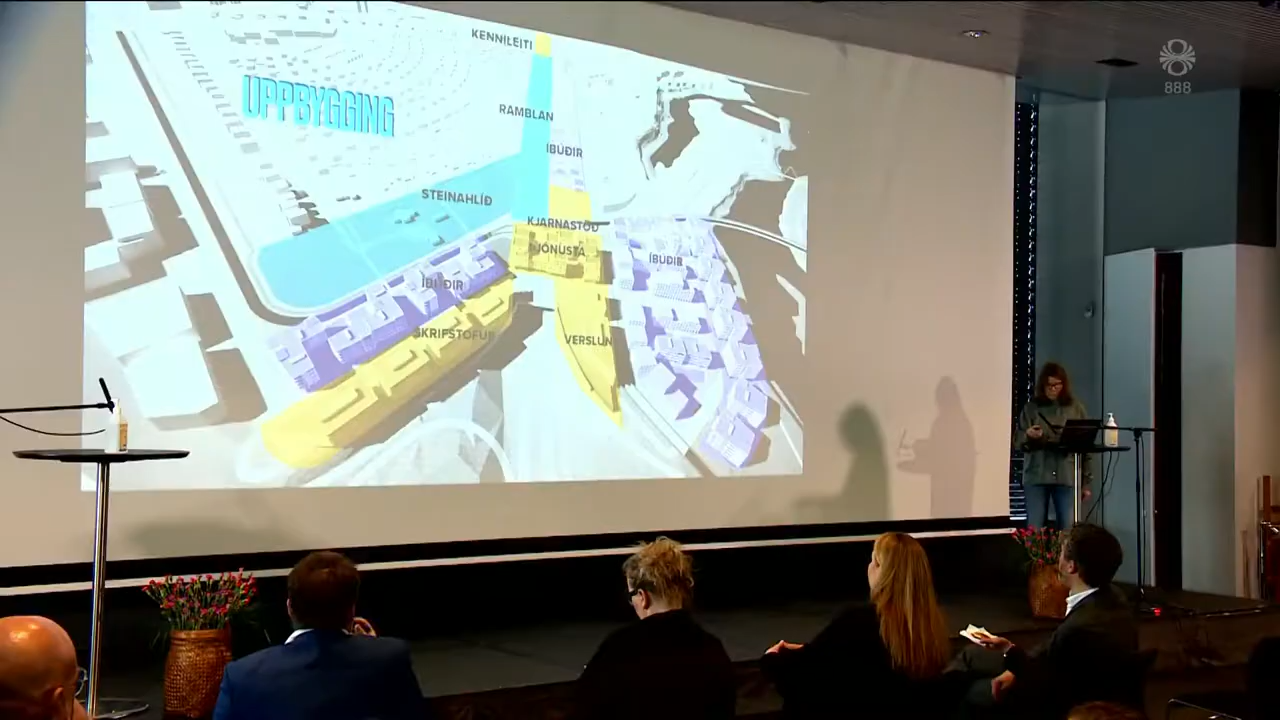 KENNILEITI
888
UPPBYGGING
RAMBLAN
ÍBÚÐIR
STEINAHLÍÐ
KJARNASTÖÐ
ÞJÓNUSTA
ÍBÚÐIR
ÍBÚÐIR
SKRIFSTOFUR
VERSLUN